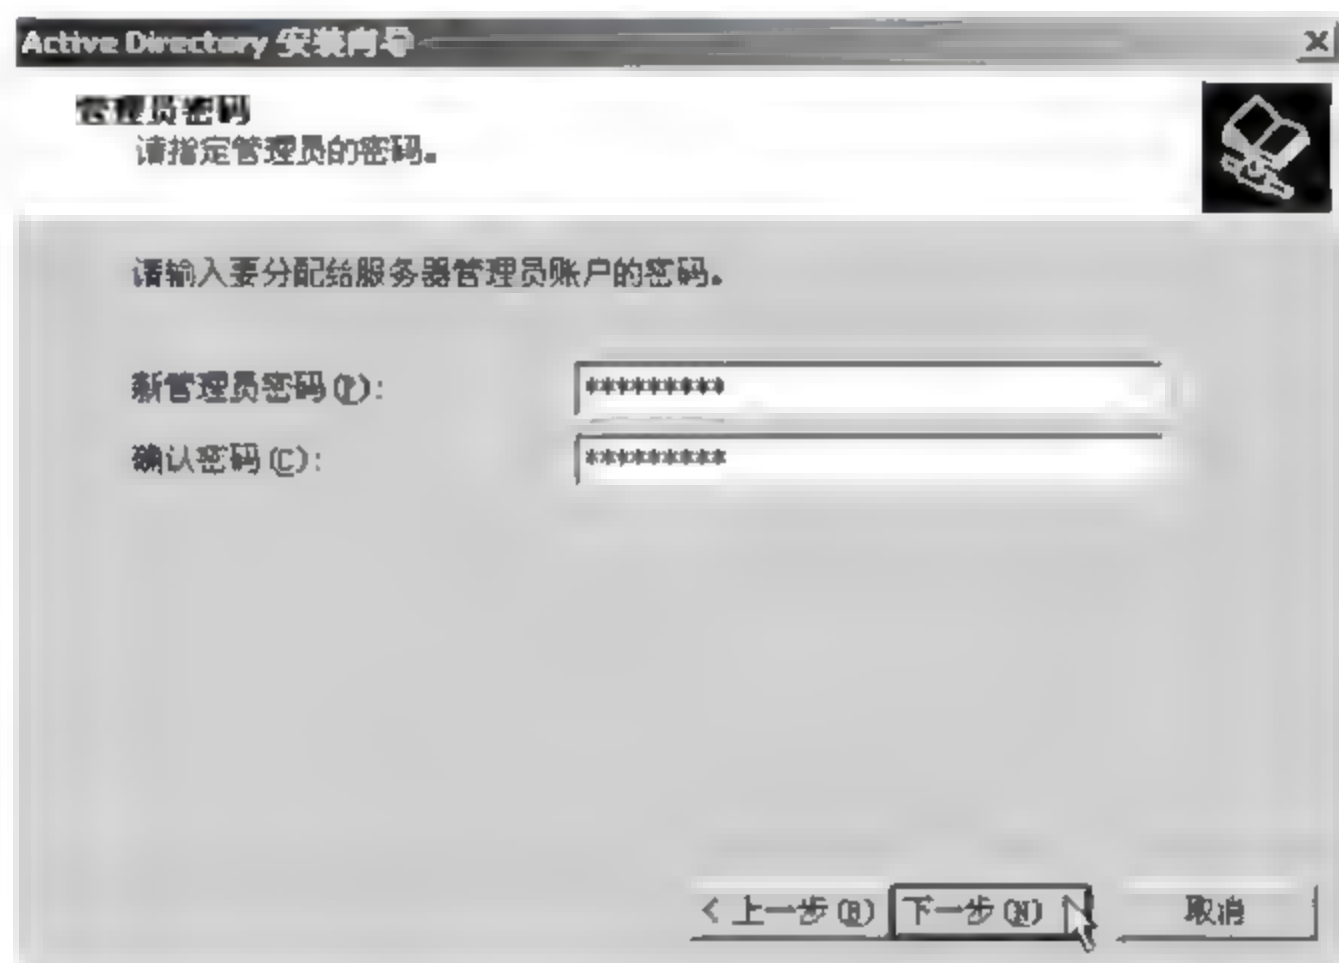 Active Directory 安装向导
管理员密码
请指定管理员的密码。
请输入要分配给服务器管理员账户的密码。
新管理员密码(P): *********
确认密码(C): *********
< 上一步(B) 下一步(N) > 取消